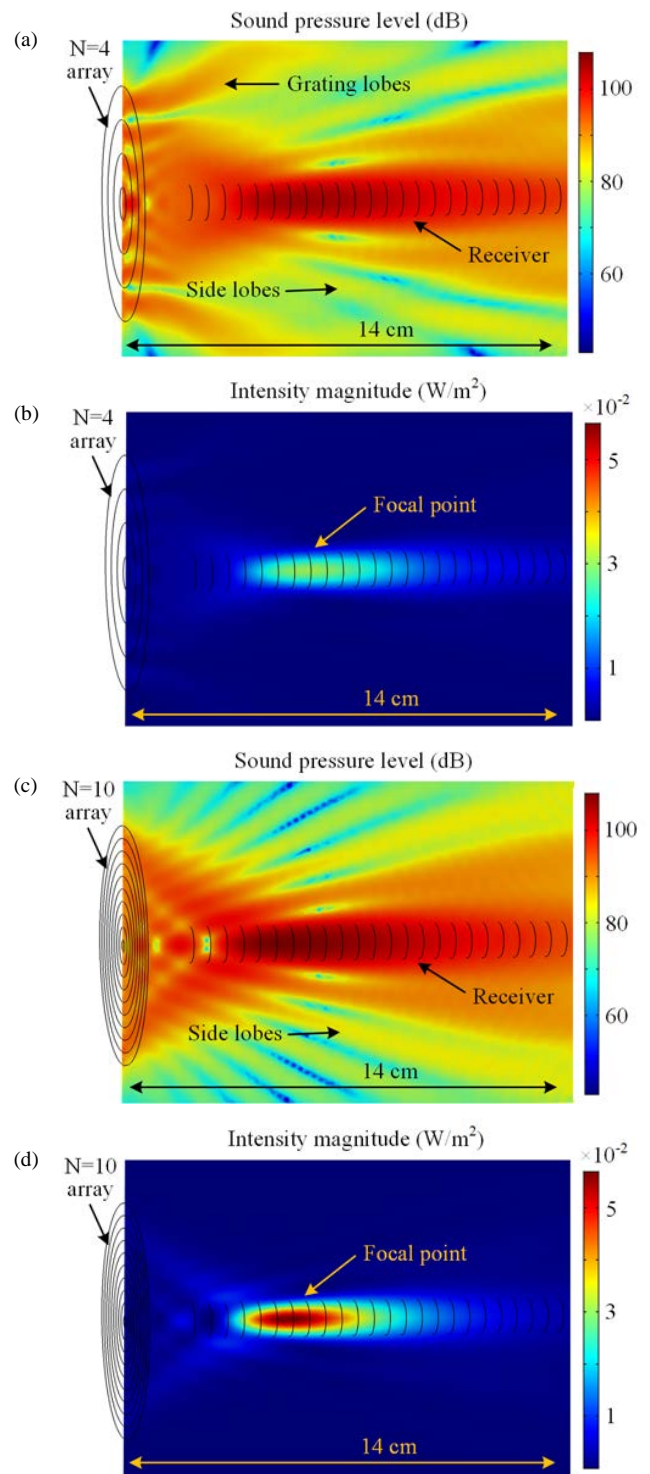 (a)
Sound pressure level (dB)
N=4
array
Grating lobes
Receiver
Side lobes
14 cm
100
80
60
(b)
Intensity magnitude (W/m²)
N=4
array
Focal point
14 cm
×10⁻²
5
3
1
(c)
Sound pressure level (dB)
N=10
array
Receiver
Side lobes
14 cm
100
80
60
(d)
Intensity magnitude (W/m²)
N=10
array
Focal point
14 cm
×10⁻²
5
3
1